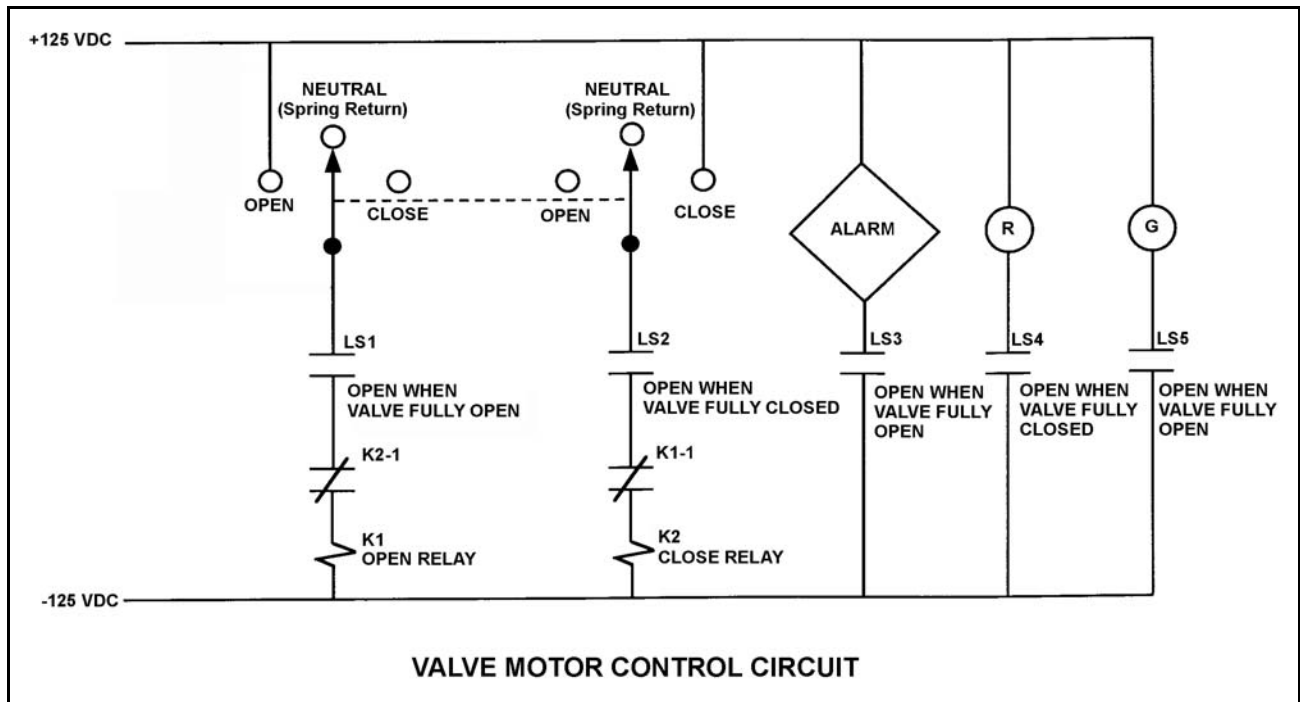 +125 VDC
NEUTRAL
(Spring Return)
NEUTRAL
(Spring Return)
OPEN
CLOSE
OPEN
CLOSE
ALARM
R
G
LS1
OPEN WHEN
VALVE FULLY OPEN
LS2
OPEN WHEN
VALVE FULLY CLOSED
LS3
OPEN WHEN
VALVE FULLY
OPEN
LS4
OPEN WHEN
VALVE FULLY
CLOSED
LS5
OPEN WHEN
VALVE FULLY
OPEN
K2-1
K1-1
K1
OPEN RELAY
K2
CLOSE RELAY
-125 VDC
VALVE MOTOR CONTROL CIRCUIT